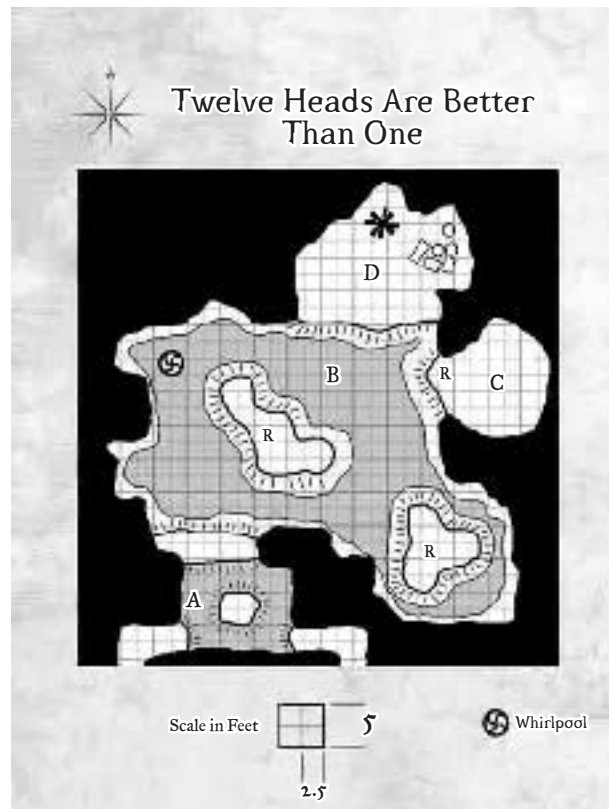 Twelve Heads Are Better
Than One
D
B
R
C
R
R
A
Scale in Feet
5
Whirlpool
2.5